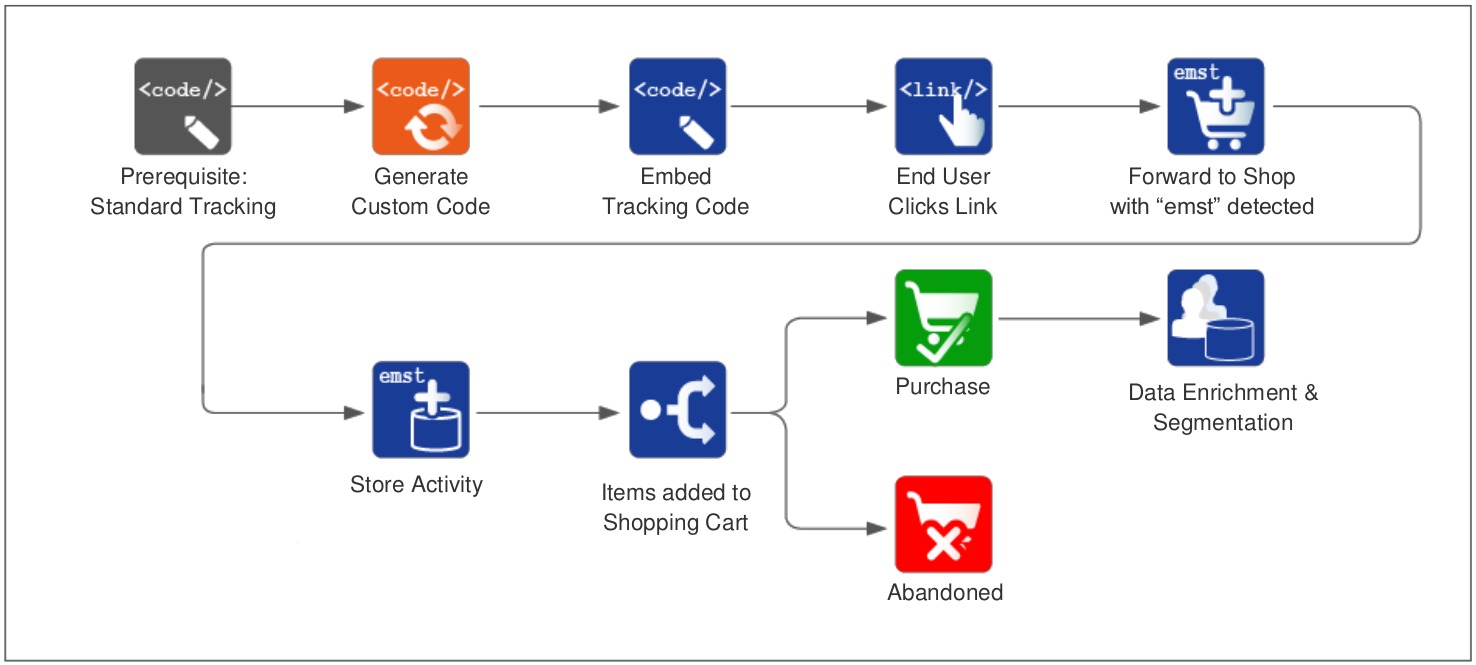 <code/>
<code/>
<code/>
<link/>
emst
Prerequisite:
Standard Tracking
Generate
Custom Code
Embed
Tracking Code
End User
Clicks Link
Forward to Shop
with “emst” detected
emst
Store Activity
Items added to
Shopping Cart
Purchase
Data Enrichment &
Segmentation
Abandoned